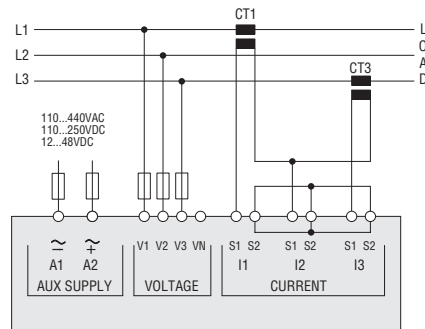 CT1
L1
L
L2
O
CT3
A
L3
D
110...440VAC
110...250VDC
12...48VDC
V1 V2 V3 VN S1 S2 S1 S2 S1 S2
A1 A2 I1 I2 I3
AUX SUPPLY VOLTAGE CURRENT